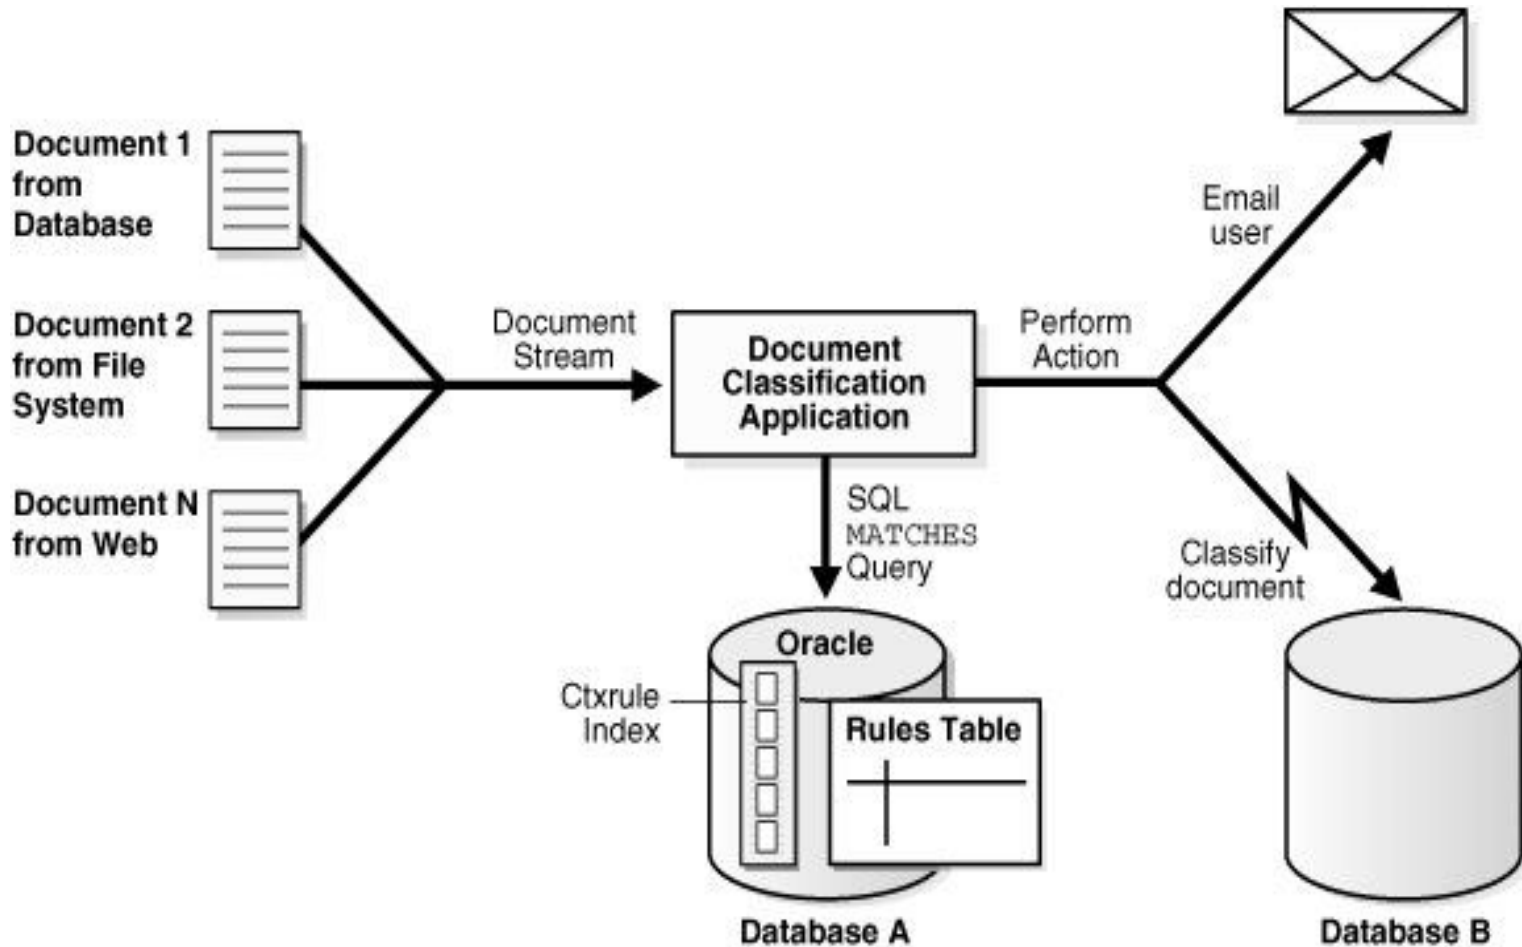 Document 1
from
Database
Document 2
from File
System
Document N
from Web
Document
Stream
Document
Classification
Application
Perform
Action
Email
user
Classify
document
SQL
MATCHES
Query
Oracle
Ctxrule
Index
Rules Table
Database A
Database B